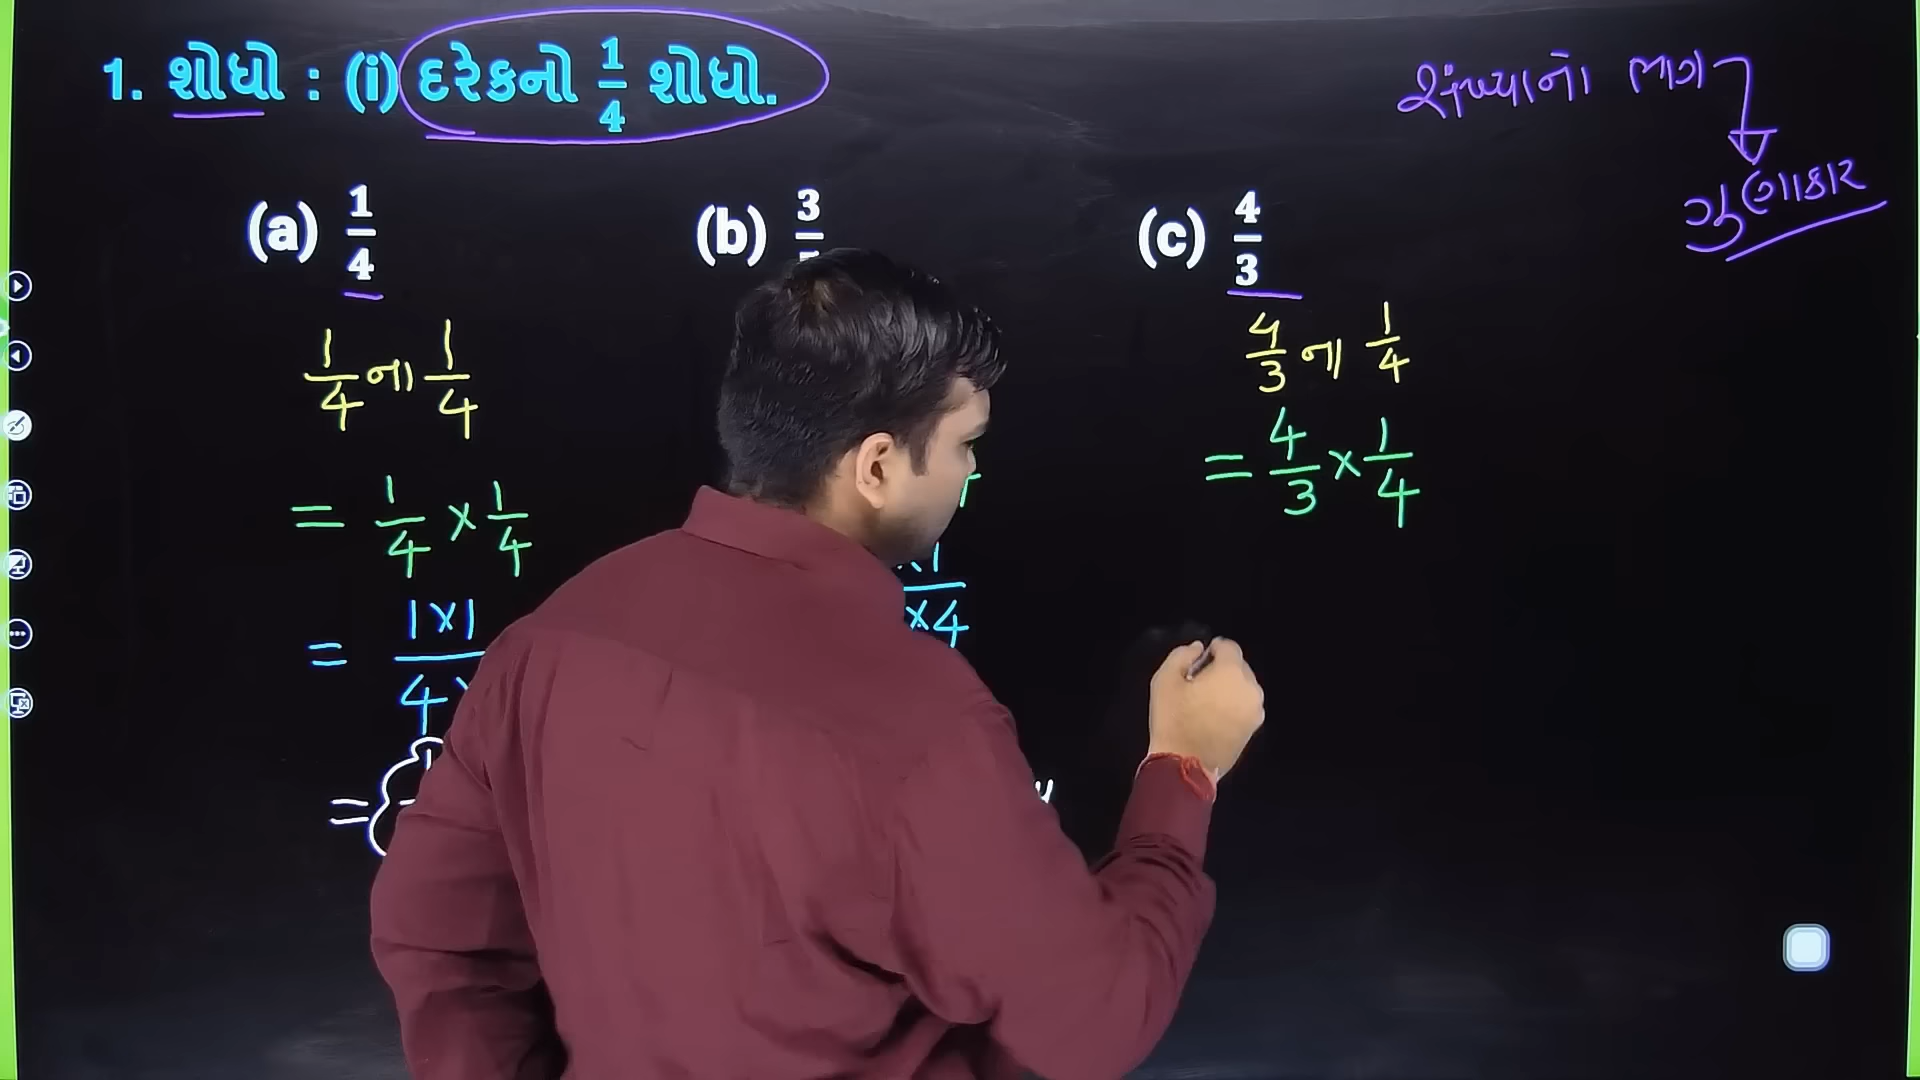 1. શોધો : (i) દરેકનો 1/4 શોધો.
સંખ્યાનો ભાગ
ગુણાકાર
(a) 1/4
(b) 3/
(c) 4/3
1/4 ના 1/4
= 1/4 × 1/4
= 1×1 / 4
=
×4
4/3 ના 1/4
= 4/3 × 1/4